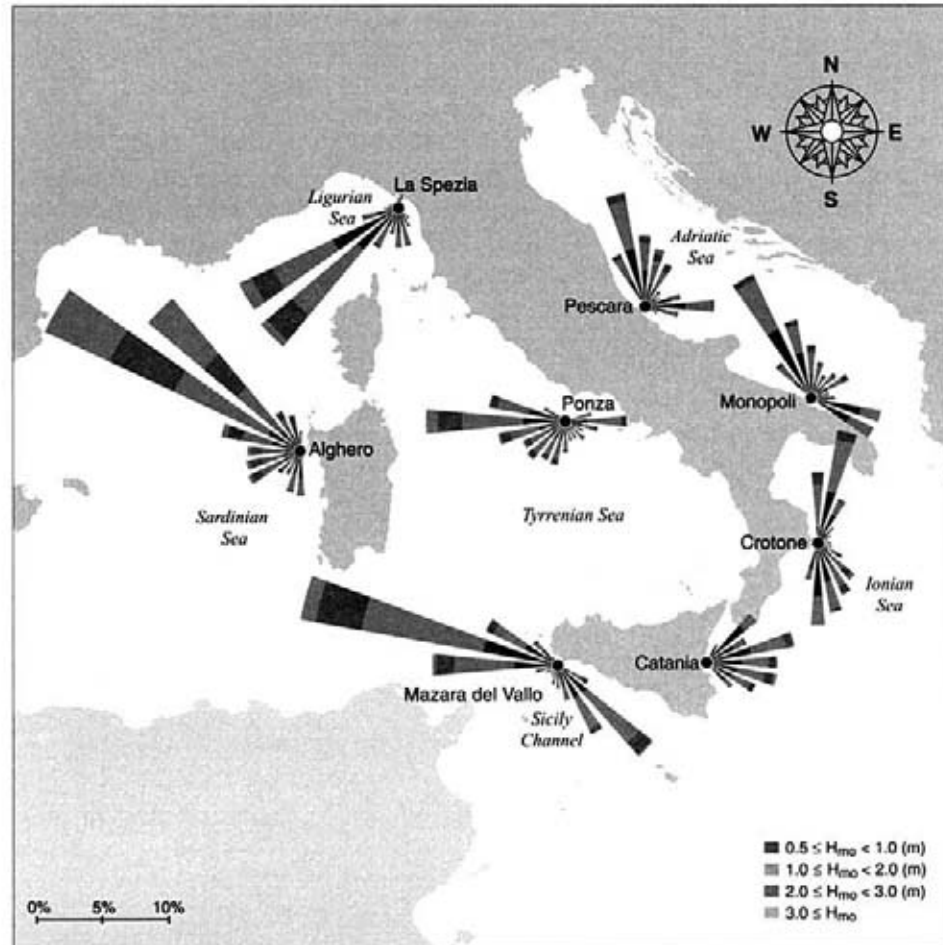 N
W E
S
La Spezia
Ligurian
Sea
Adriatic
Sea
Pescara
Monopoli
Ponza
Alghero
Sardinian
Sea
Tyrrenian Sea
Crotone
Ionian
Sea
Catania
Mazara del Vallo
Sicily
Channel
0.5 ≤ Hmo < 1.0 (m)
1.0 ≤ Hmo < 2.0 (m)
2.0 ≤ Hmo < 3.0 (m)
3.0 ≤ Hmo
0% 5% 10%